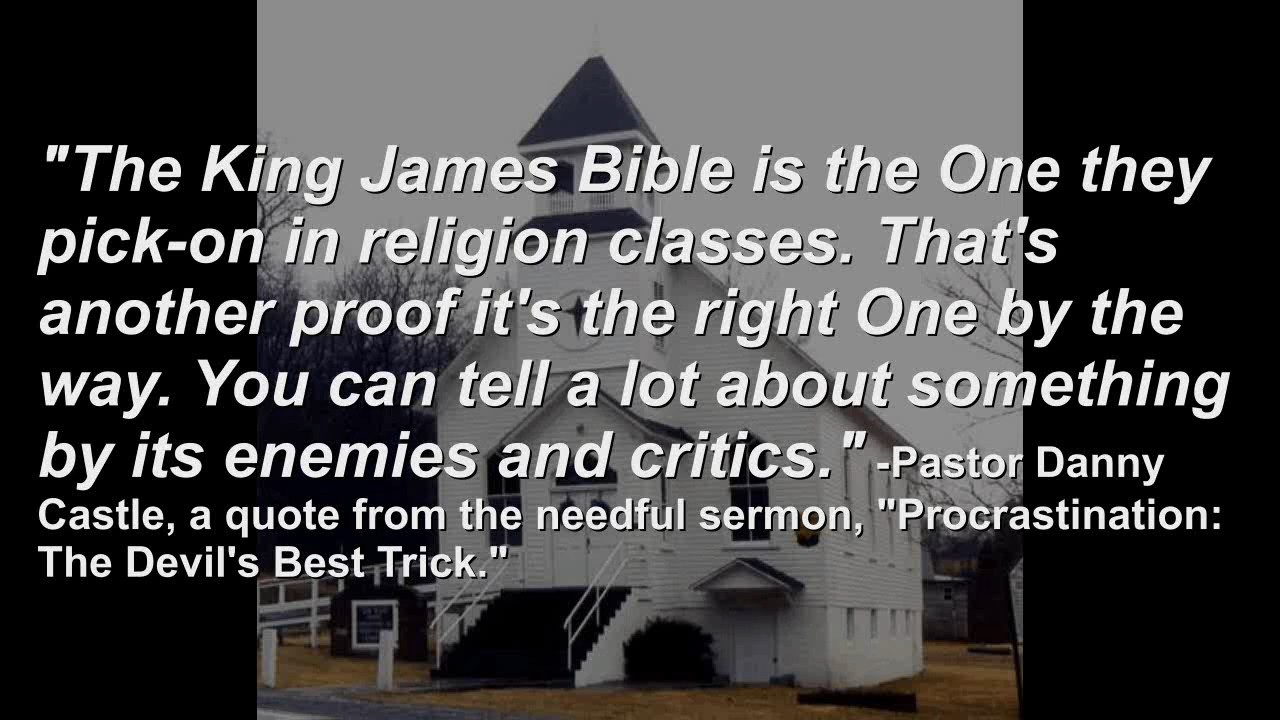 "The King James Bible is the One they
pick-on in religion classes. That's
another proof it's the right One by the
way. You can tell a lot about something
by its enemies and critics." -Pastor Danny
Castle, a quote from the needful sermon, "Procrastination:
The Devil's Best Trick."